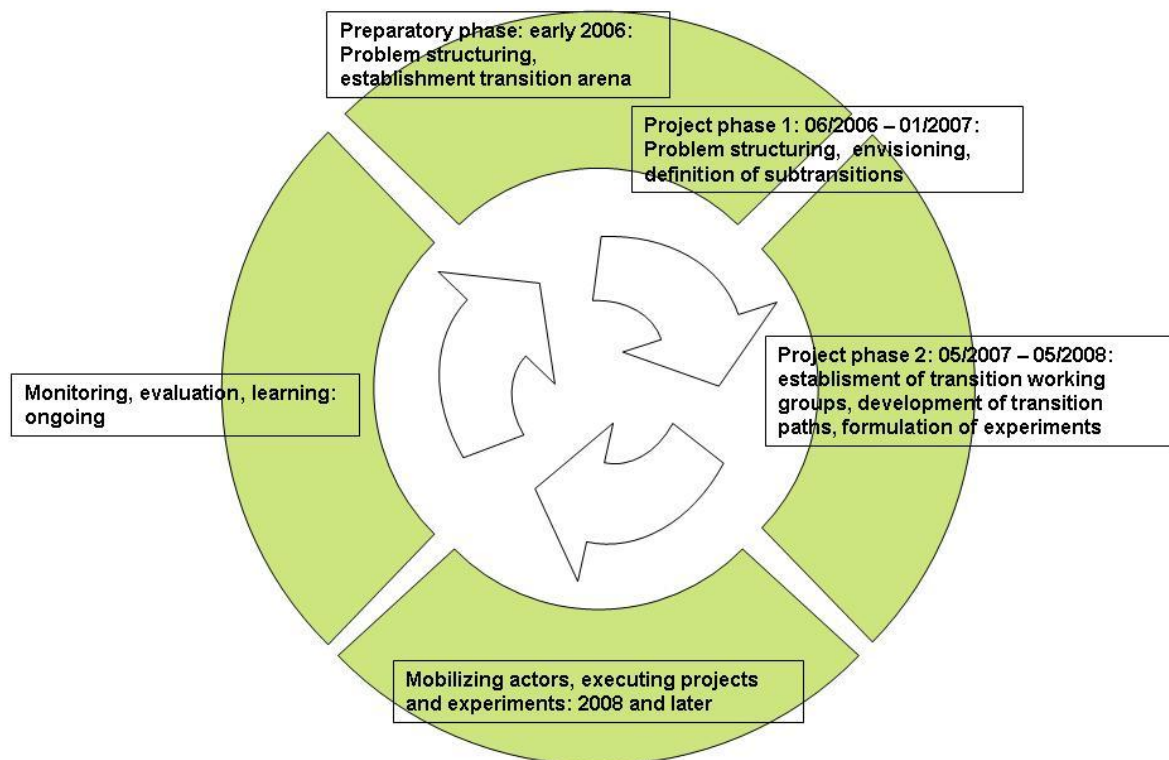 Preparatory phase: early 2006:
Problem structuring,
establishment transition arena
Project phase 1: 06/2006 – 01/2007:
Problem structuring, envisioning,
definition of subtransitions
Project phase 2: 05/2007 – 05/2008:
establisment of transition working
groups, development of transition
paths, formulation of experiments
Monitoring, evaluation, learning:
ongoing
Mobilizing actors, executing projects
and experiments: 2008 and later